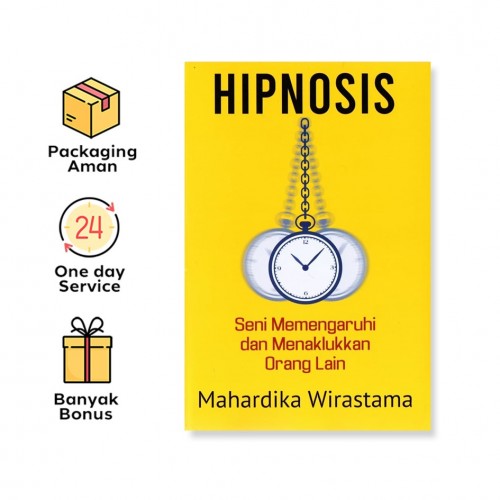 Packaging
Aman
24
One day
Service
Banyak
Bonus
HIPNOSIS
Seni Memengaruhi
dan Menaklukkan
Orang Lain
Mahardika Wirastama